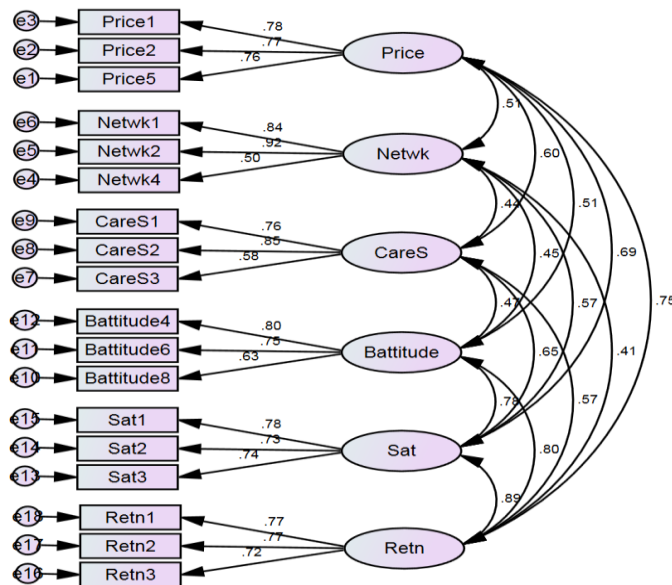 e3 Price1 .78
e2 Price2 .77 Price
e1 Price5 .76
.51
e6 Netwk1 .84
e5 Netwk2 .92 Netwk .60
e4 Netwk4 .50
.44 .51
e9 CareS1 .76
e8 CareS2 .85 CareS .45 .69
e7 CareS3 .58
.47 .57 .75
e12 Battitude4 .80
e11 Battitude6 .75 Battitude .65 .41
e10 Battitude8 .63
.78 .57
e15 Sat1 .78
e14 Sat2 .73 Sat .80
e13 Sat3 .74
.89
e18 Retn1 .77
e17 Retn2 .77 Retn
e16 Retn3 .72